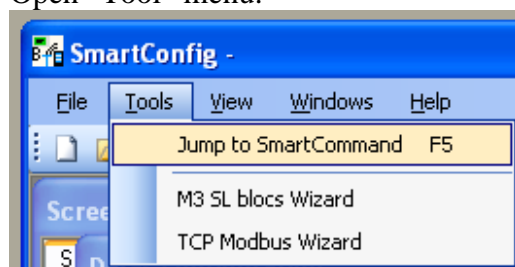 Open "Tool" menu.
SmartConfig -
File Tools View Windows Help
Jump to SmartCommand F5
Scree
M3 SL blocs Wizard
TCP Modbus Wizard
S